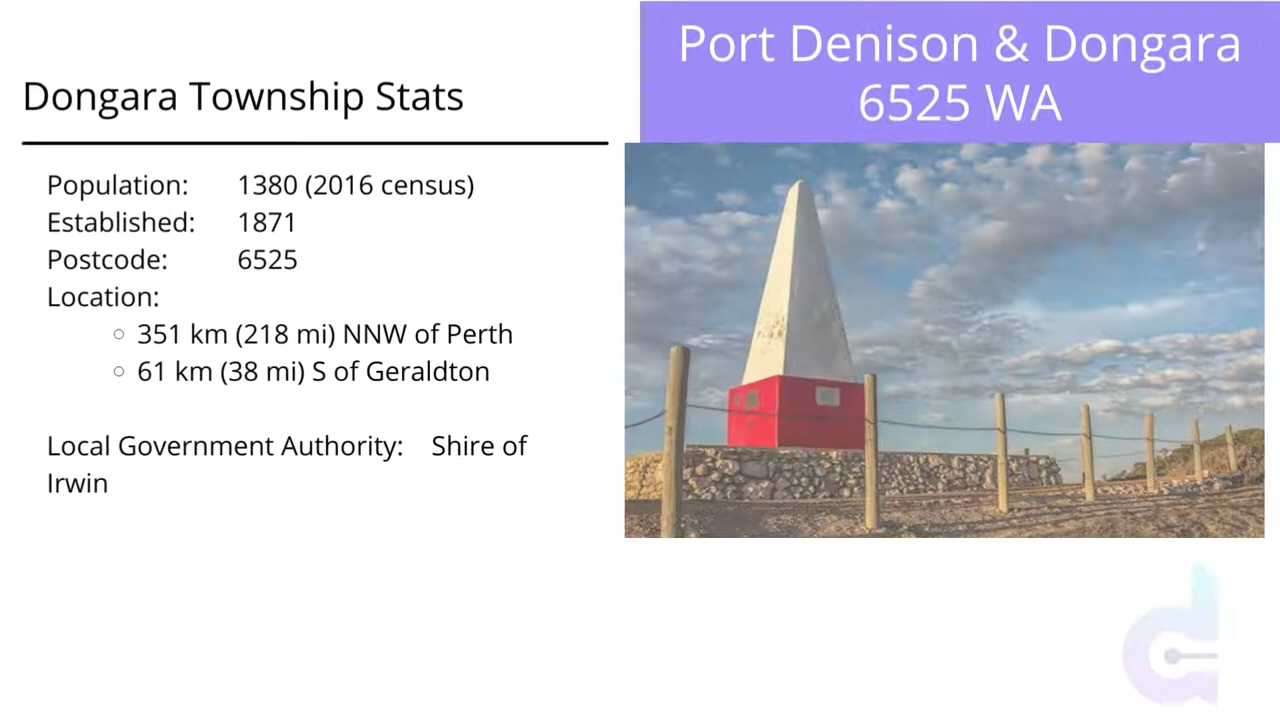 Port Denison & Dongara
6525 WA
Dongara Township Stats
Population: 1380 (2016 census)
Established: 1871
Postcode: 6525
Location:
○ 351 km (218 mi) NNW of Perth
○ 61 km (38 mi) S of Geraldton
Local Government Authority: Shire of
Irwin